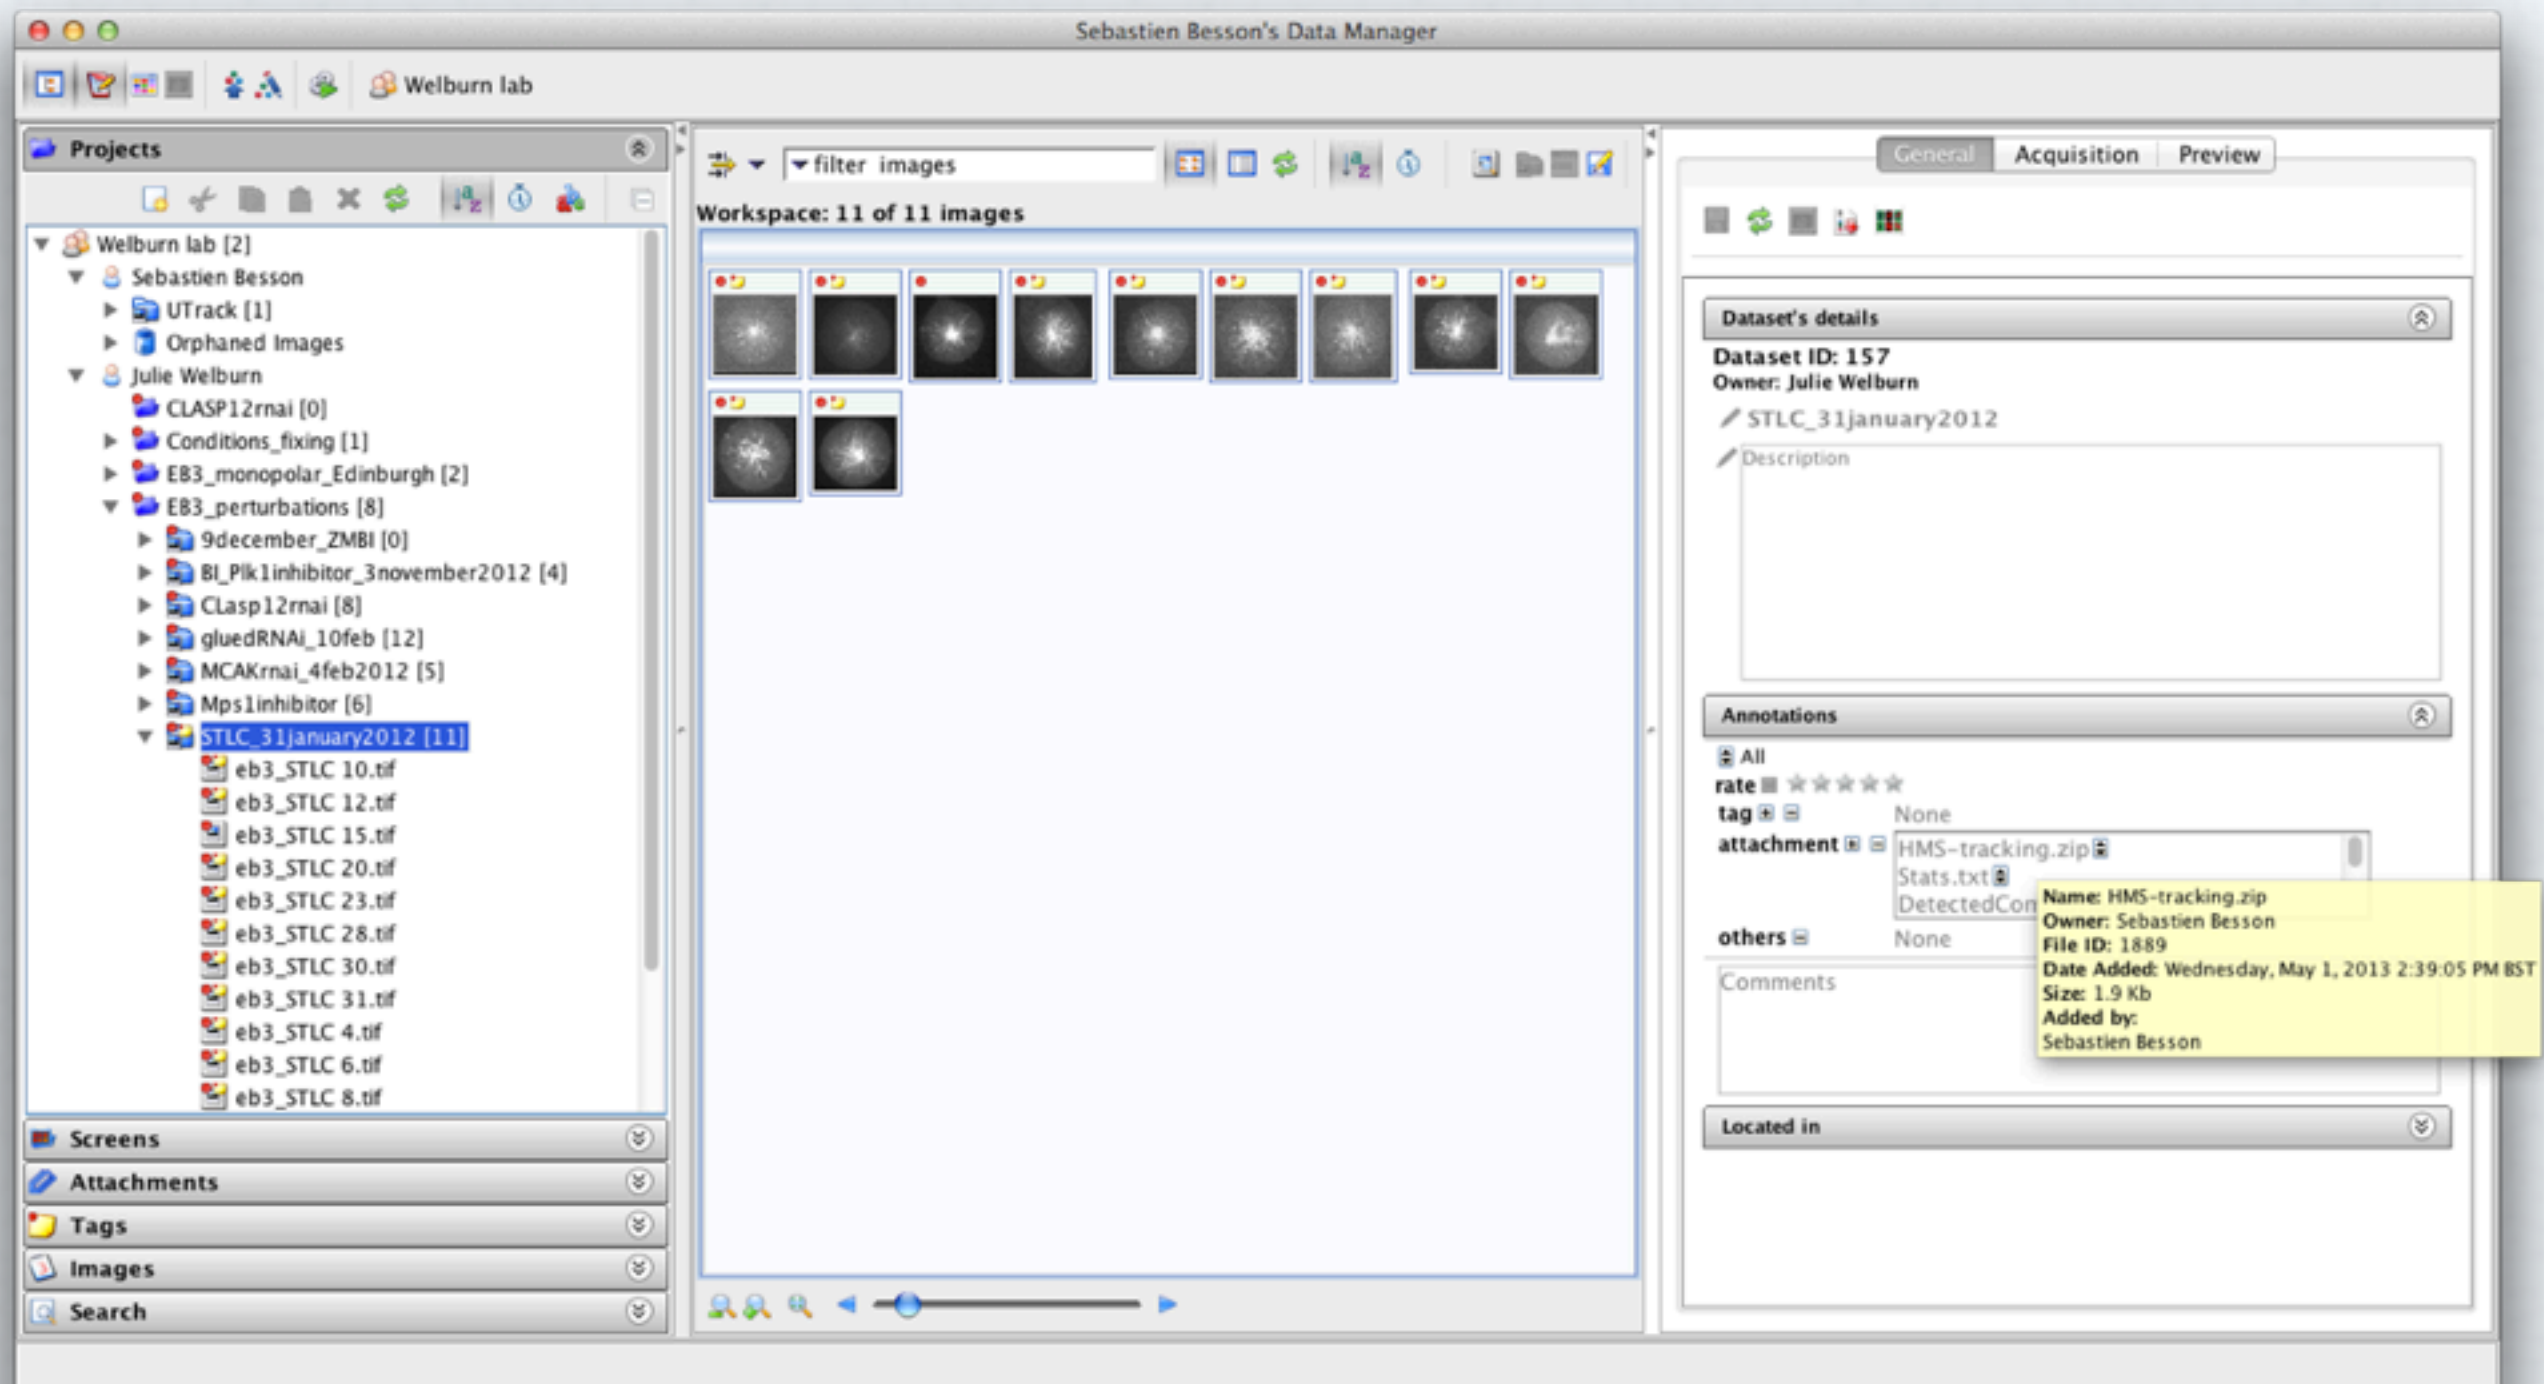 Sebastien Besson's Data Manager
Welburn lab
Projects
Welburn lab [2]
Sebastien Besson
UTrack [1]
Orphaned Images
Julie Welburn
CLASP12rnai [0]
Conditions_fixing [1]
EB3_monopolar_Edinburgh [2]
EB3_perturbations [8]
9december_ZMBI [0]
BI_Plk1inhibitor_3november2012 [4]
CLasp12rnai [8]
gluedRNAi_10feb [12]
MCAKrnai_4feb2012 [5]
Mps1inhibitor [6]
STLC_31january2012 [11]
eb3_STLC 10.tif
eb3_STLC 12.tif
eb3_STLC 15.tif
eb3_STLC 20.tif
eb3_STLC 23.tif
eb3_STLC 28.tif
eb3_STLC 30.tif
eb3_STLC 31.tif
eb3_STLC 4.tif
eb3_STLC 6.tif
eb3_STLC 8.tif
Screens
Attachments
Tags
Images
Search
filter images
Workspace: 11 of 11 images
General Acquisition Preview
Dataset's details
Dataset ID: 157
Owner: Julie Welburn
STLC_31january2012
Description
Annotations
All
rate
tag None
attachment HMS-tracking.zip
Stats.txt
DetectedCon
others None
Comments
Name: HMS-tracking.zip
Owner: Sebastien Besson
File ID: 1889
Date Added: Wednesday, May 1, 2013 2:39:05 PM BST
Size: 1.9 Kb
Added by:
Sebastien Besson
Located in